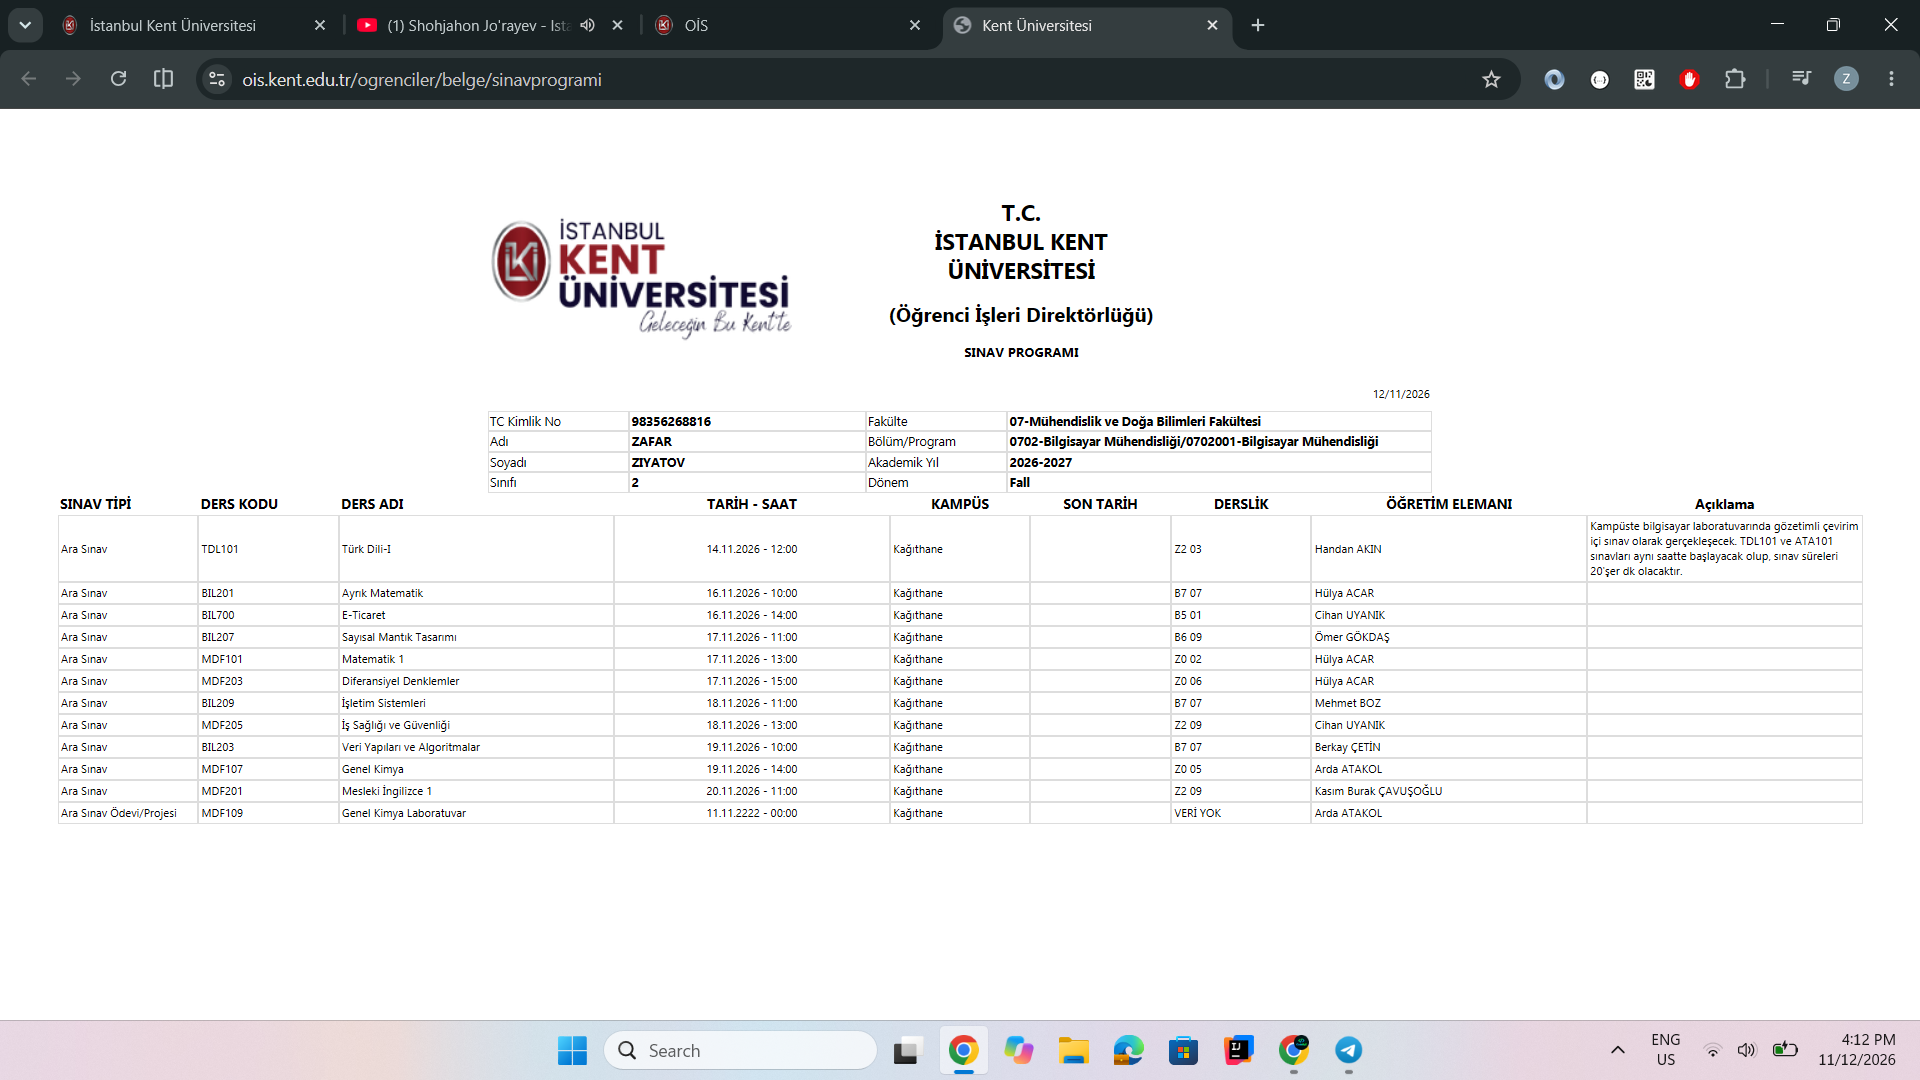 İstanbul Kent Üniversitesi
(1) Shohjahon Jo'rayev - Ista
OİS
Kent Üniversitesi
ois.kent.edu.tr/ogrenciler/belge/sinavprogrami
Z
İSTANBUL
KENT
ÜNİVERSİTESİ
Geleceğin Bu Kent'te
T.C.
İSTANBUL KENT
ÜNİVERSİTESİ
(Öğrenci İşleri Direktörlüğü)
SINAV PROGRAMI
12/11/2026
TC Kimlik No 98356268816 Fakülte 07-Mühendislik ve Doğa Bilimleri Fakültesi
Adı ZAFAR Bölüm/Program 0702-Bilgisayar Mühendisliği/0702001-Bilgisayar Mühendisliği
Soyadı ZIYATOV Akademik Yıl 2026-2027
Sınıfı 2 Dönem Fall
SINAV TİPİ DERS KODU DERS ADI TARİH - SAAT KAMPÜS SON TARİH DERSLİK ÖĞRETİM ELEMANI Açıklama
Ara Sınav TDL101 Türk Dili-I 14.11.2026 - 12:00 Kağıthane Z2 03 Handan AKIN
Kampüste bilgisayar laboratuvarında gözetimli çevirim
içi sınav olarak gerçekleşecek. TDL101 ve ATA101
sınavları aynı saatte başlayacak olup, sınav süreleri
20'şer dk olacaktır.
Ara Sınav BIL201 Ayrık Matematik 16.11.2026 - 10:00 Kağıthane B7 07 Hülya ACAR
Ara Sınav BIL700 E-Ticaret 16.11.2026 - 14:00 Kağıthane B5 01 Cihan UYANIK
Ara Sınav BIL207 Sayısal Mantık Tasarımı 17.11.2026 - 11:00 Kağıthane B6 09 Ömer GÖKDAŞ
Ara Sınav MDF101 Matematik 1 17.11.2026 - 13:00 Kağıthane Z0 02 Hülya ACAR
Ara Sınav MDF203 Diferansiyel Denklemler 17.11.2026 - 15:00 Kağıthane Z0 06 Hülya ACAR
Ara Sınav BIL209 İşletim Sistemleri 18.11.2026 - 11:00 Kağıthane B7 07 Mehmet BOZ
Ara Sınav MDF205 İş Sağlığı ve Güvenliği 18.11.2026 - 13:00 Kağıthane Z2 09 Cihan UYANIK
Ara Sınav BIL203 Veri Yapıları ve Algoritmalar 19.11.2026 - 10:00 Kağıthane B7 07 Berkay ÇETİN
Ara Sınav MDF107 Genel Kimya 19.11.2026 - 14:00 Kağıthane Z0 05 Arda ATAKOL
Ara Sınav MDF201 Mesleki İngilizce 1 20.11.2026 - 11:00 Kağıthane Z2 09 Kasım Burak ÇAVUŞOĞLU
Ara Sınav Ödevi/Projesi MDF109 Genel Kimya Laboratuvar 11.11.2222 - 00:00 Kağıthane VERİ YOK Arda ATAKOL
Search
ENG
US
4:12 PM
11/12/2026